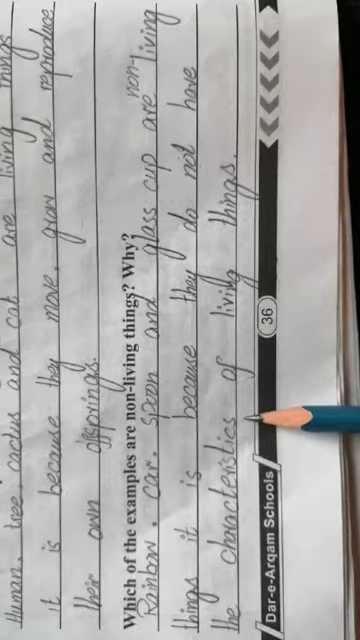 Human, tree, cactus and cat are living things
it is because they move, grow and reproduce
their own offsprings.
Which of the examples are non-living things? Why?
Rainbow, car, spoon and glass cup are non-living
things it is because they do not have
the characteristics of living things.
Dar-e-Arqam Schools 36